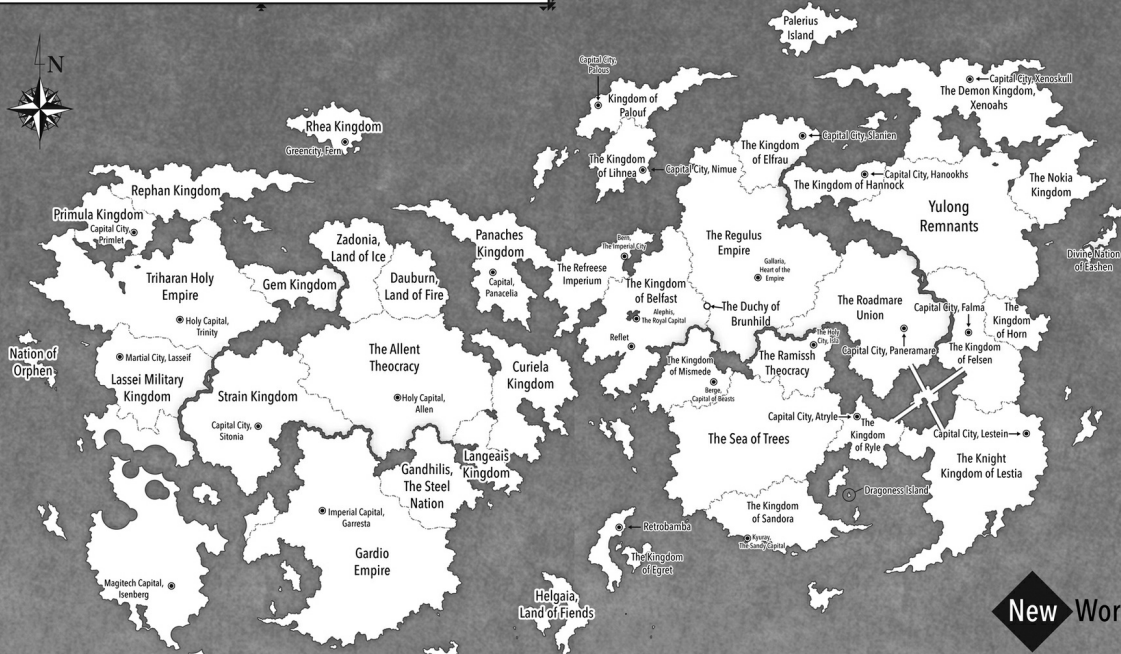 N
Palerius
Island
Capital City,
Palous
Kingdom of
Palouf
Capital City, Xenoskull
The Demon Kingdom,
Xenoahs
Rhea Kingdom
Greencity, Fern
The Kingdom
of Elfrau
Capital City, Slanien
The Kingdom
of Lihnea
Capital City, Nimue
Capital City, Hanookhs
The Kingdom of Hannock
The Nokia
Kingdom
Rephan Kingdom
Primula Kingdom
Capital City,
Primlet
Yulong
Remnants
Zadonia,
Land of Ice
Panaches
Kingdom
Capital,
Panacelia
Bern,
The Imperial City
The Regulus
Empire
Gallaria,
Heart of the
Empire
Divine Nation
of Eashen
Triharan Holy
Empire
Holy Capital,
Trinity
Gem Kingdom
Dauburn,
Land of Fire
The Refreese
Imperium
The Kingdom
of Belfast
Alephis,
The Royal Capital
Reflet
The Duchy of
Brunhild
The Roadmare
Union
Capital City, Paneramare
Capital City, Falma
The Kingdom
of Felsen
The
Kingdom
of Horn
Nation of
Orphen
Martial City, Lasseif
Lassei Military
Kingdom
The Allent
Theocracy
Holy Capital,
Allen
Curiela
Kingdom
The Kingdom
of Mismede
Berge,
Capital of Beasts
The Holy
City, Isla
The Ramissh
Theocracy
Strain Kingdom
Capital City,
Sitonia
The Sea of Trees
Capital City, Atryle
The
Kingdom
of Ryle
Capital City, Lestein
The Knight
Kingdom of Lestia
Langeais
Kingdom
Gandhilis,
The Steel
Nation
Dragoness Island
Imperial Capital,
Garresta
Gardio
Empire
Retrobamba
The Kingdom
of Egret
The Kingdom
of Sandora
Kyuray,
The Sandy Capital
Magitech Capital,
Isenberg
Helgaia,
Land of Fiends
New Wor